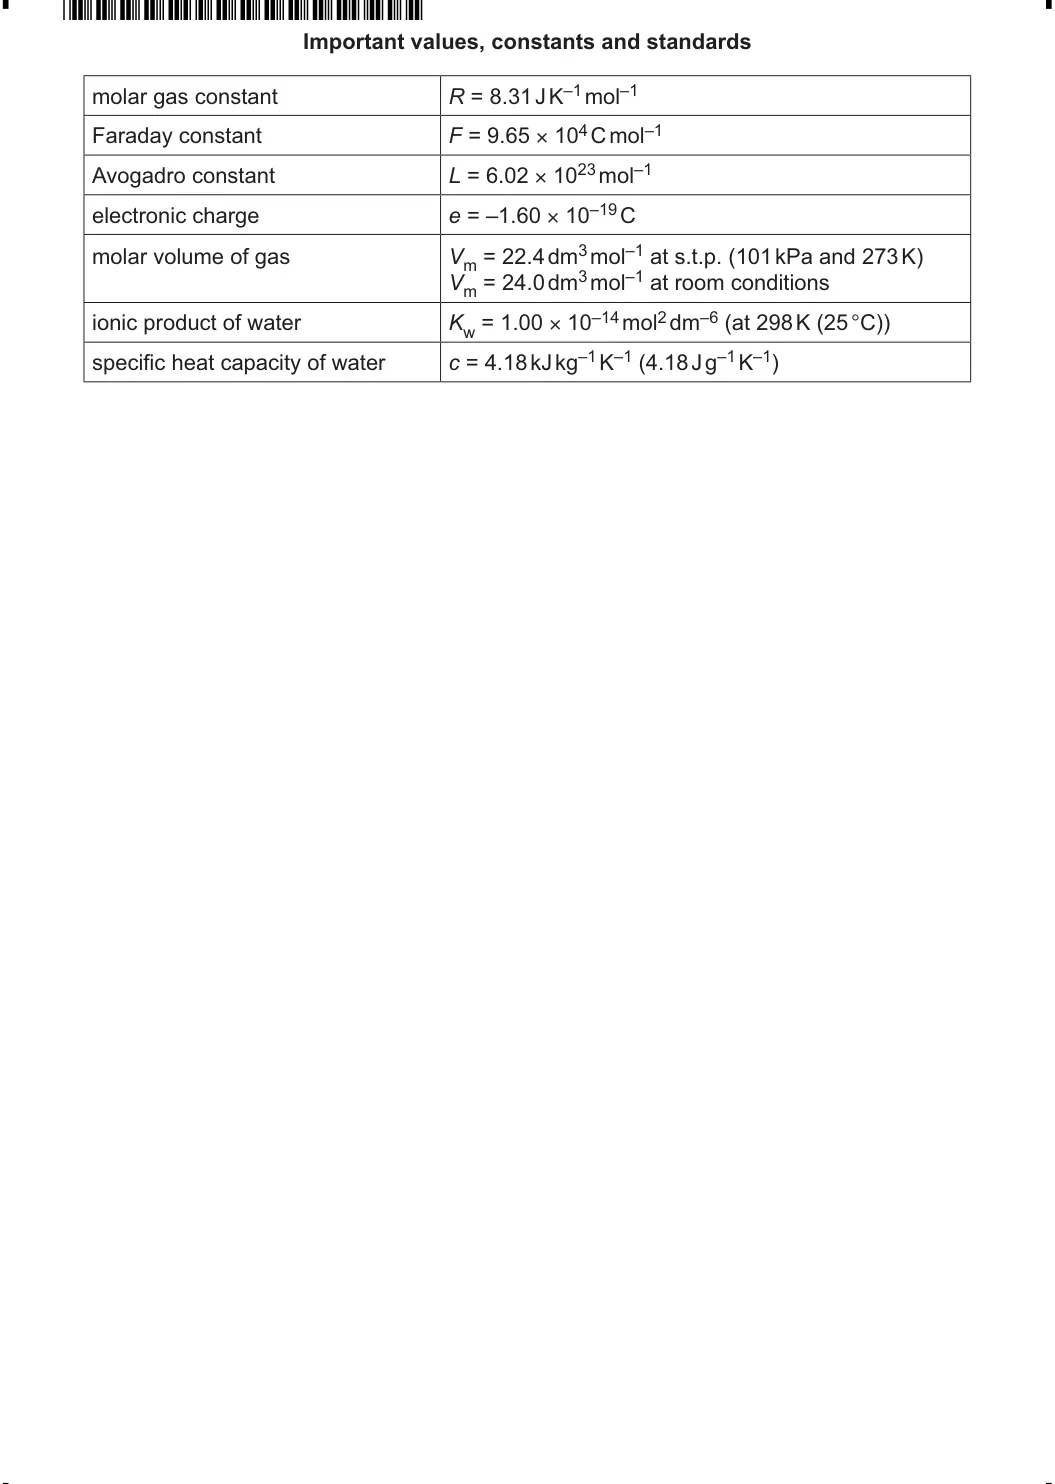 Important values, constants and standards
molar gas constant R = 8.31 J K⁻¹ mol⁻¹
Faraday constant F = 9.65 × 10⁴ C mol⁻¹
Avogadro constant L = 6.02 × 10²³ mol⁻¹
electronic charge e = –1.60 × 10⁻¹⁹ C
molar volume of gas Vₘ = 22.4 dm³ mol⁻¹ at s.t.p. (101 kPa and 273 K)
Vₘ = 24.0 dm³ mol⁻¹ at room conditions
ionic product of water K_w = 1.00 × 10⁻¹⁴ mol² dm⁻⁶ (at 298 K (25 °C))
specific heat capacity of water c = 4.18 kJ kg⁻¹ K⁻¹ (4.18 J g⁻¹ K⁻¹)